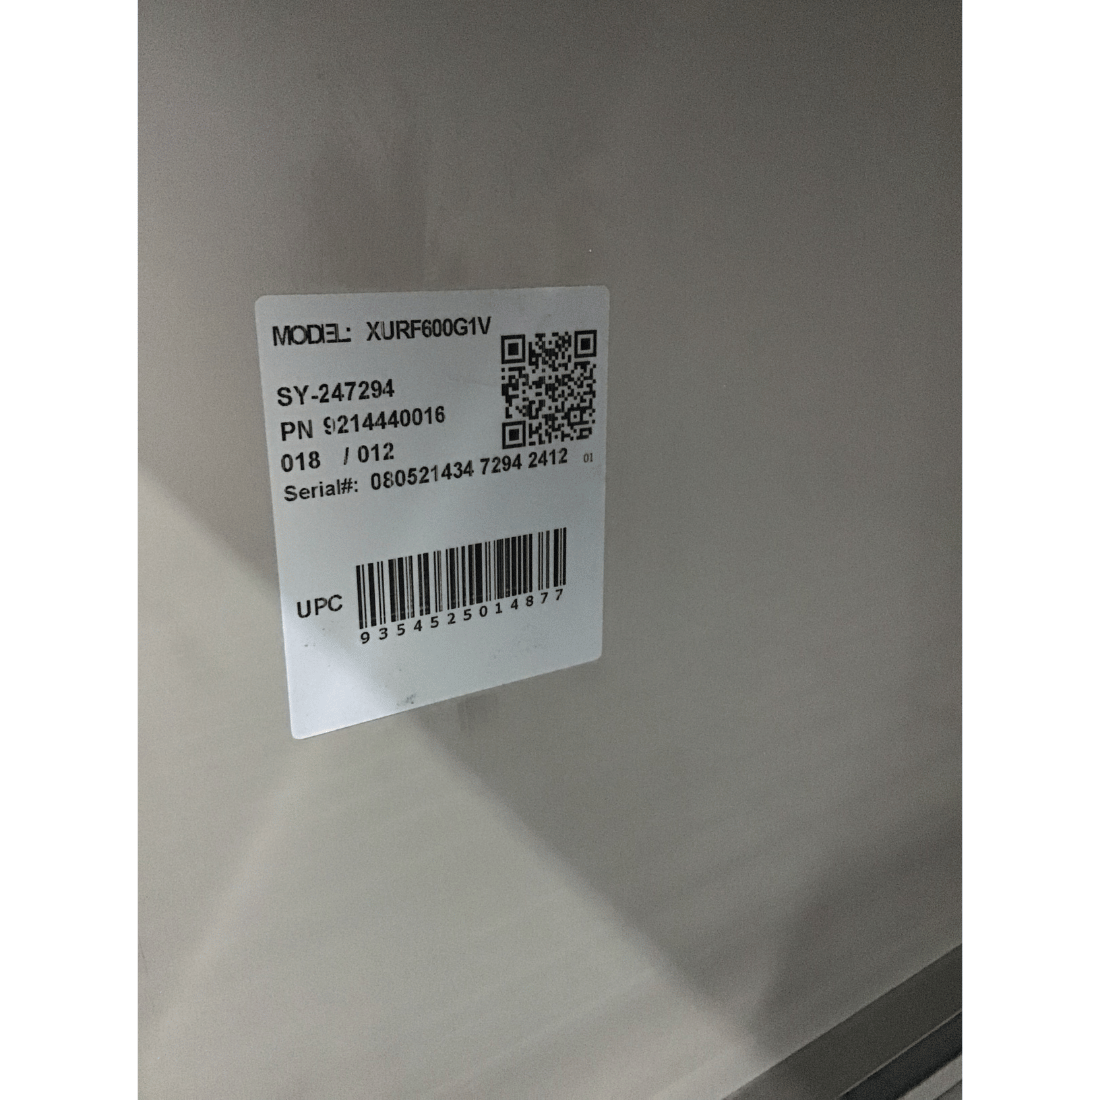 MODEL: XURF600G1V
SY-247294
PN 9214440016
018 / 012
Serial#: 080521434 7294 2412 01
UPC
9354525014877